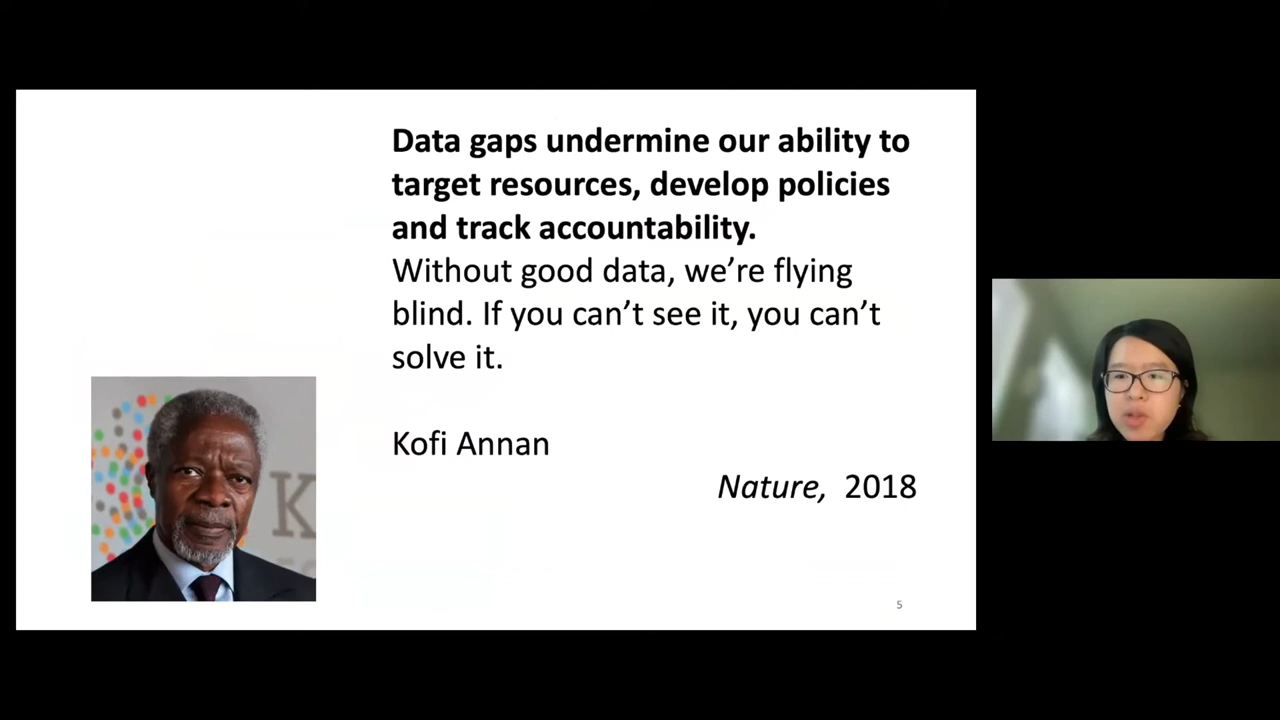 Data gaps undermine our ability to
target resources, develop policies
and track accountability.
Without good data, we’re flying
blind. If you can’t see it, you can’t
solve it.
Kofi Annan
Nature, 2018
K
5